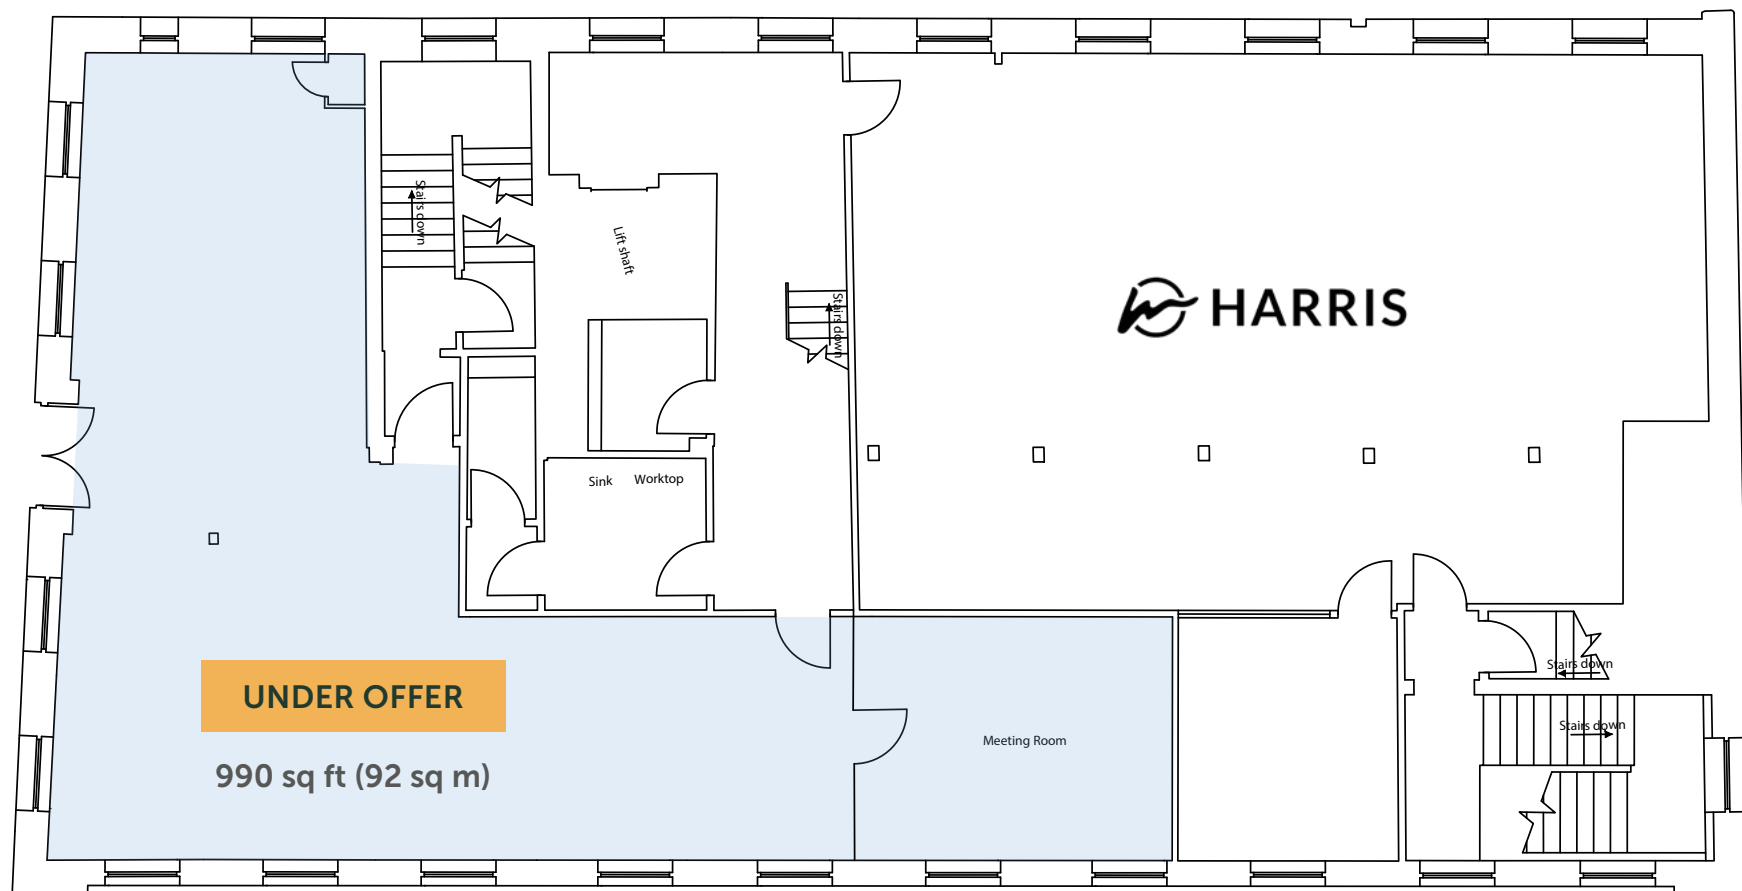 Stairs down
Lift shaft
Stairs down
HARRIS
Sink
Worktop
Stairs down
UNDER OFFER
Stairs down
Meeting Room
990 sq ft (92 sq m)